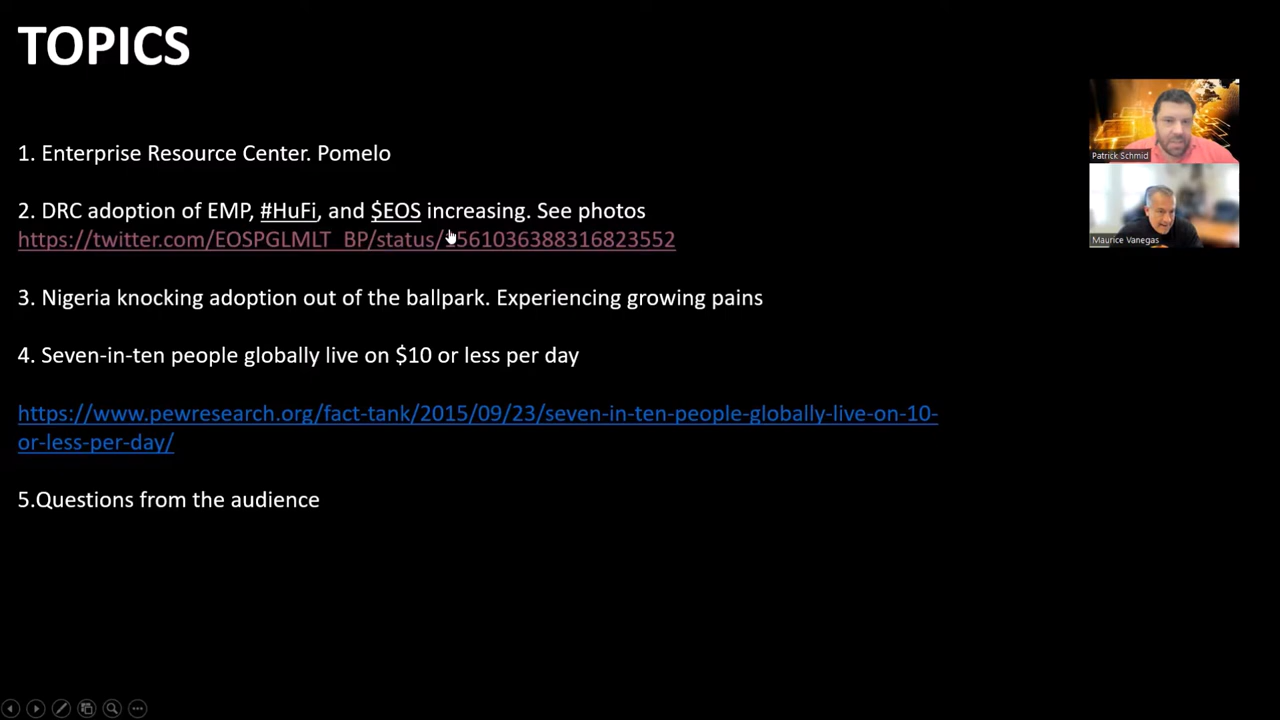 TOPICS
1. Enterprise Resource Center. Pomelo
2. DRC adoption of EMP, #HuFi, and $EOS increasing. See photos
https://twitter.com/EOSPGLMLT_BP/status/1561036388316823552
3. Nigeria knocking adoption out of the ballpark. Experiencing growing pains
4. Seven-in-ten people globally live on $10 or less per day
https://www.pewresearch.org/fact-tank/2015/09/23/seven-in-ten-people-globally-live-on-10-
or-less-per-day/
5.Questions from the audience
Patrick Schmid
Maurice Vanegas